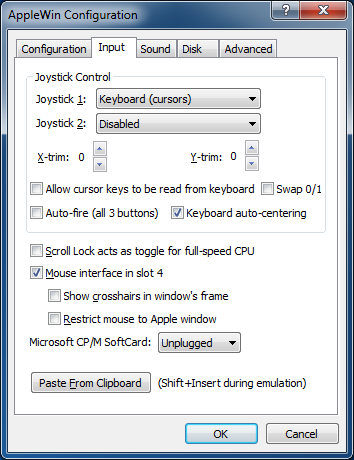 AppleWin Configuration
Configuration Input Sound Disk Advanced
Joystick Control
Joystick 1: Keyboard (cursors)
Joystick 2: Disabled
X-trim: 0 Y-trim: 0
Allow cursor keys to be read from keyboard Swap 0/1
Auto-fire (all 3 buttons) Keyboard auto-centering
Scroll Lock acts as toggle for full-speed CPU
Mouse interface in slot 4
Show crosshairs in window's frame
Restrict mouse to Apple window
Microsoft CP/M SoftCard: Unplugged
Paste From Clipboard (Shift+Insert during emulation)
OK Cancel